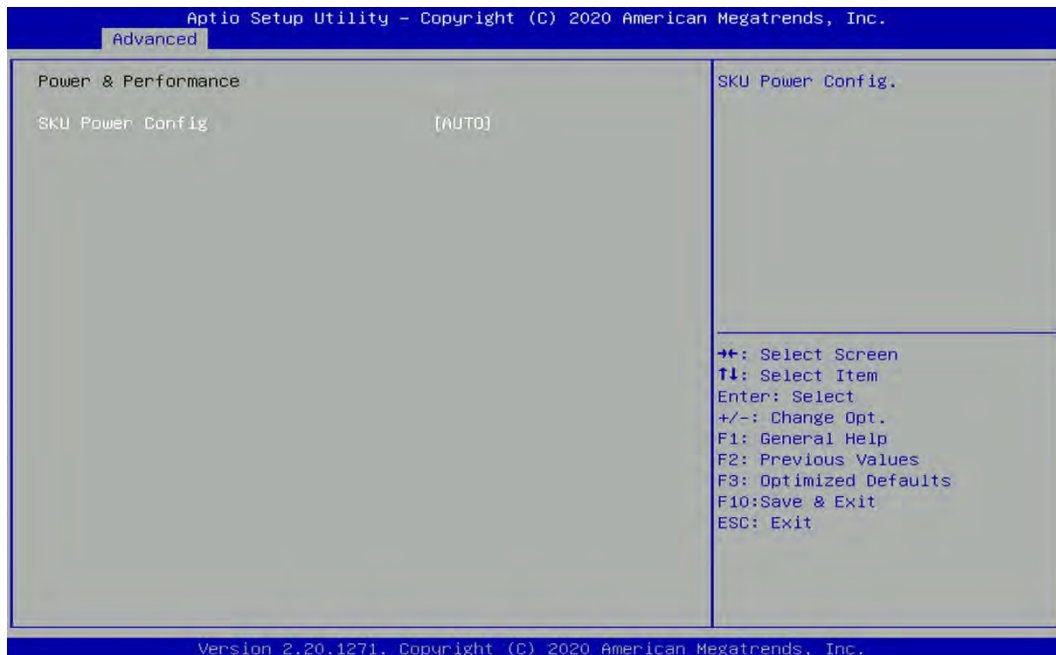 Aptio Setup Utility – Copyright (C) 2020 American Megatrends, Inc.
Advanced
Power & Performance
SKU Power Config [AUTO]
SKU Power Config.
→←: Select Screen
↑↓: Select Item
Enter: Select
+/-: Change Opt.
F1: General Help
F2: Previous Values
F3: Optimized Defaults
F10:Save & Exit
ESC: Exit
Version 2.20.1271. Copyright (C) 2020 American Megatrends, Inc.